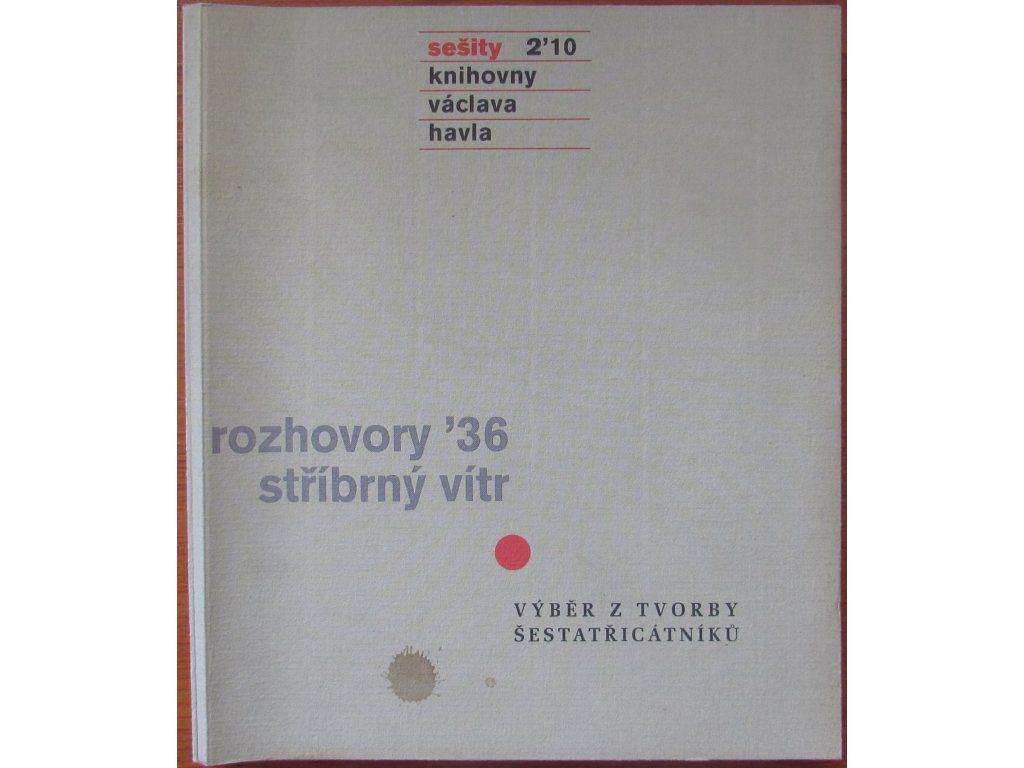 sešity 2'10
knihovny
václava
havla
rozhovory '36
stříbrný vítr
VÝBĚR Z TVORBY
ŠESTATŘICÁTNÍKŮ